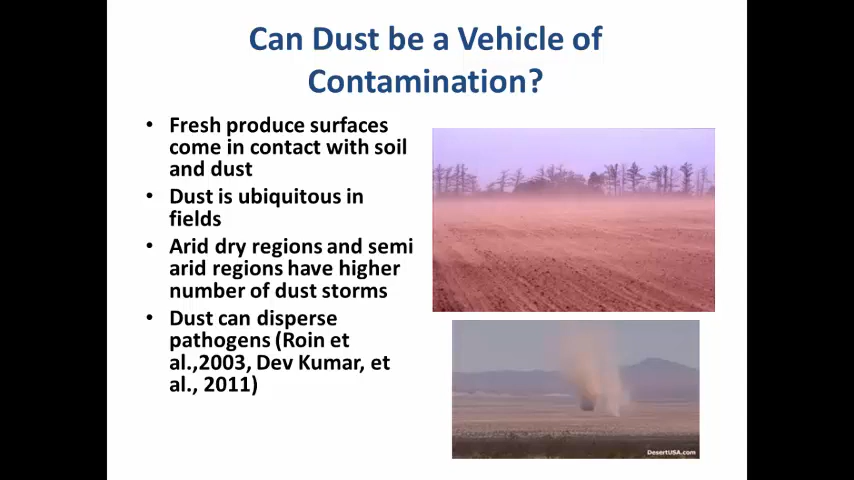 Can Dust be a Vehicle of
Contamination?
• Fresh produce surfaces
come in contact with soil
and dust
• Dust is ubiquitous in
fields
• Arid dry regions and semi
arid regions have higher
number of dust storms
• Dust can disperse
pathogens (Roin et
al.,2003, Dev Kumar, et
al., 2011)
DesertUSA.com